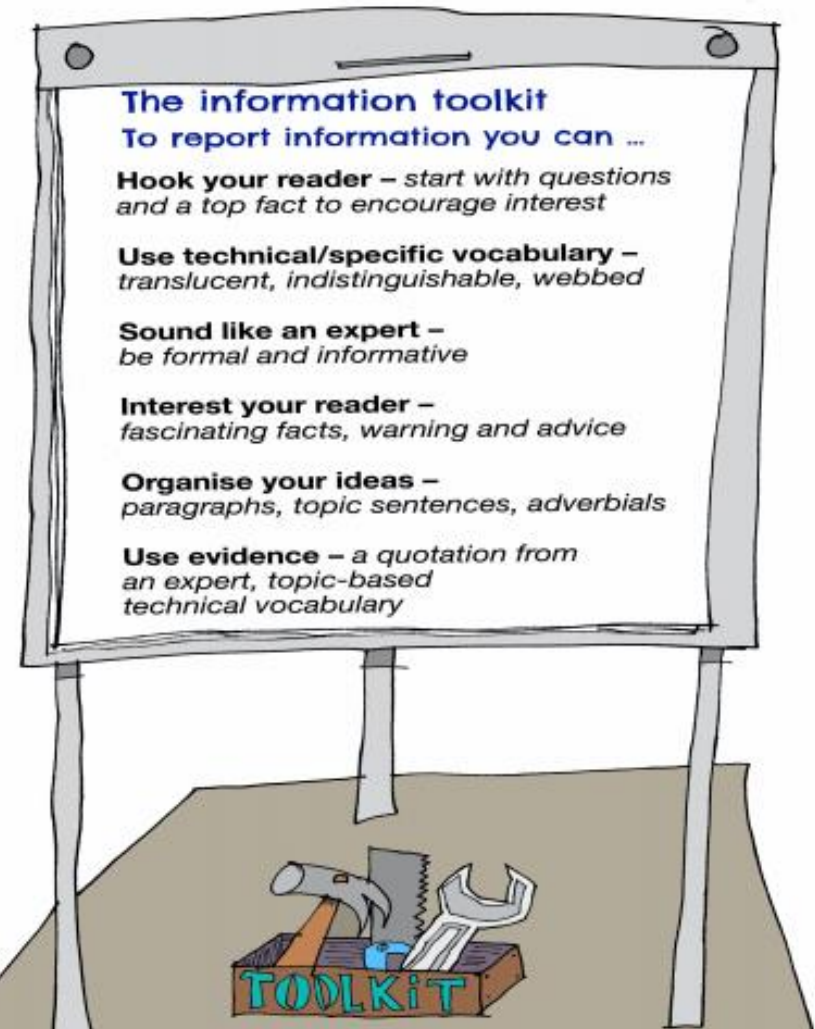 The information toolkit
To report information you can ...
Hook your reader – start with questions
and a top fact to encourage interest
Use technical/specific vocabulary –
translucent, indistinguishable, webbed
Sound like an expert –
be formal and informative
Interest your reader –
fascinating facts, warning and advice
Organise your ideas –
paragraphs, topic sentences, adverbials
Use evidence – a quotation from
an expert, topic-based
technical vocabulary
TOOLKiT